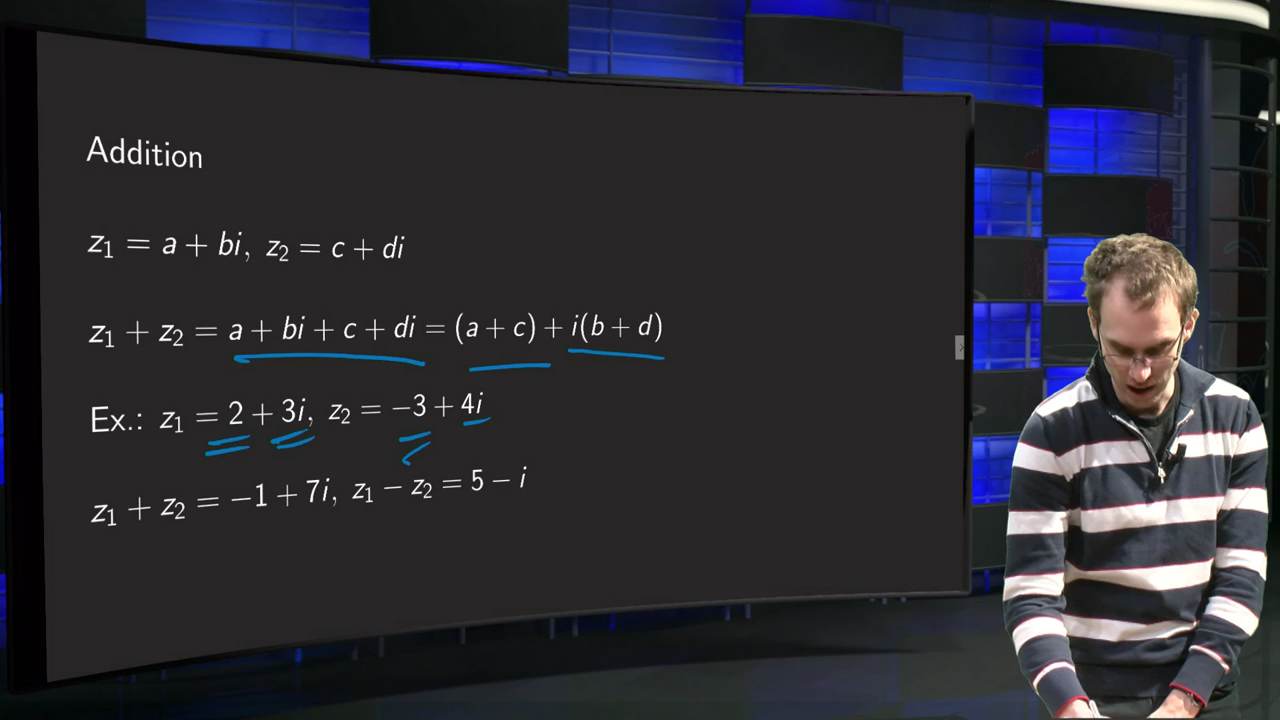 Addition
z₁ = a + bi, z₂ = c + di
z₁ + z₂ = a + bi + c + di = (a + c) + i(b + d)
Ex.: z₁ = 2 + 3i, z₂ = −3 + 4i
z₁ + z₂ = −1 + 7i, z₁ − z₂ = 5 − i